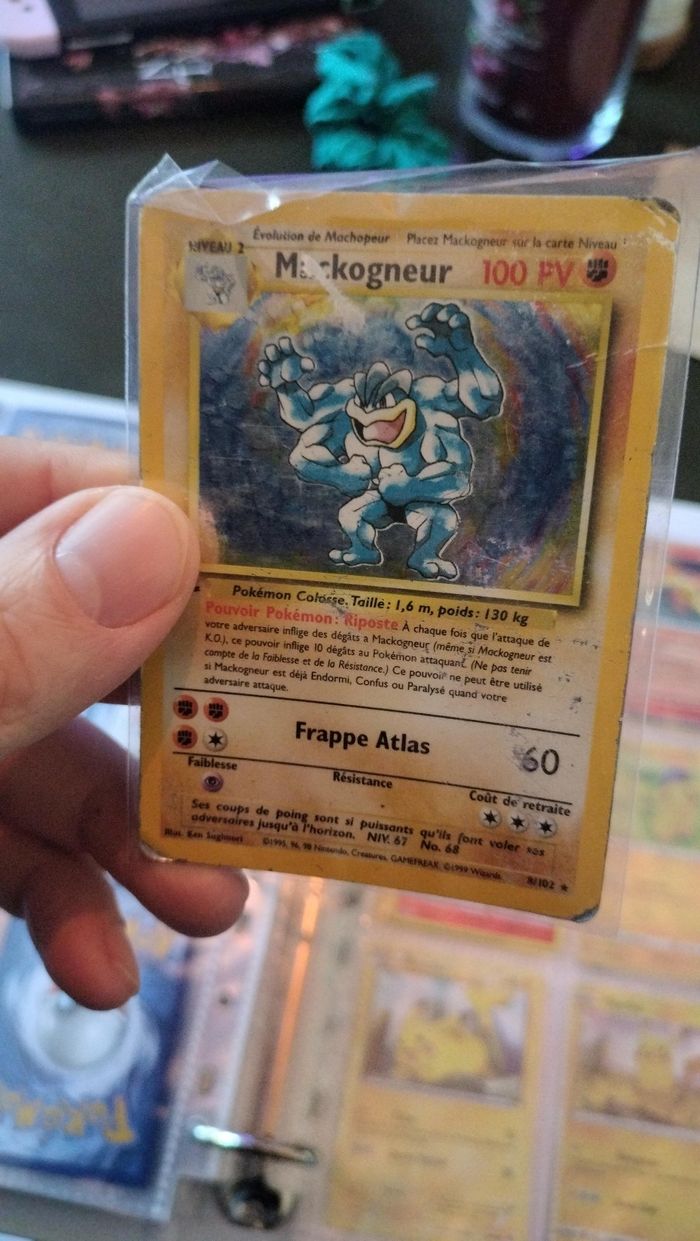 Évolution de Machopeur Placez Mackogneur sur la carte Niveau 1
NIVEAU 2
Mackogneur 100 PV
Pokémon Colosse. Taille : 1,6 m, poids : 130 kg
Pouvoir Pokémon : Riposte À chaque fois que l'attaque de
votre adversaire inflige des dégâts a Mackogneur (même si Mackogneur est
K.O.), ce pouvoir inflige 10 dégâts au Pokémon attaquant. (Ne pas tenir
compte de la Faiblesse et de la Résistance.) Ce pouvoir ne peut être utilisé
si Mackogneur est déjà Endormi, Confus ou Paralysé quand votre
adversaire attaque.
Frappe Atlas 60
Faiblesse Résistance Coût de retraite
Ses coups de poing sont si puissants qu'ils font voler ses
adversaires jusqu'à l'horizon. NIV. 67 No. 68
Illus. Ken Sugimori ©1995, 96, 98 Nintendo, Creatures, GAMEFREAK. ©1999 Wizards. 8/102